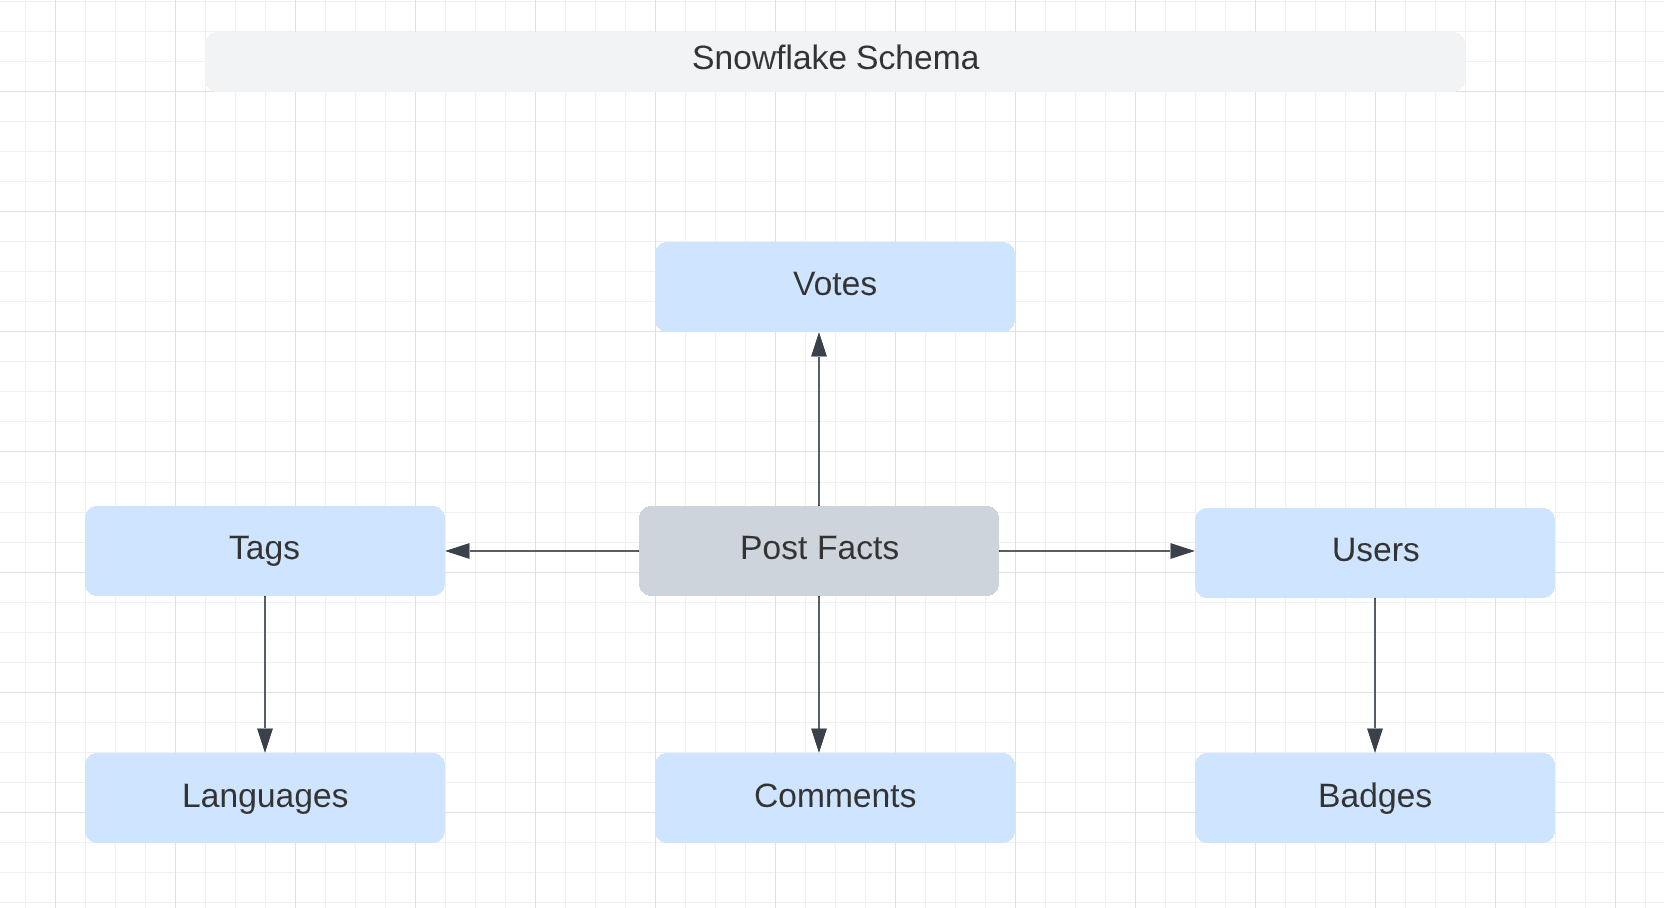 Snowflake Schema
Votes
Tags
Post Facts
Users
Languages
Comments
Badges